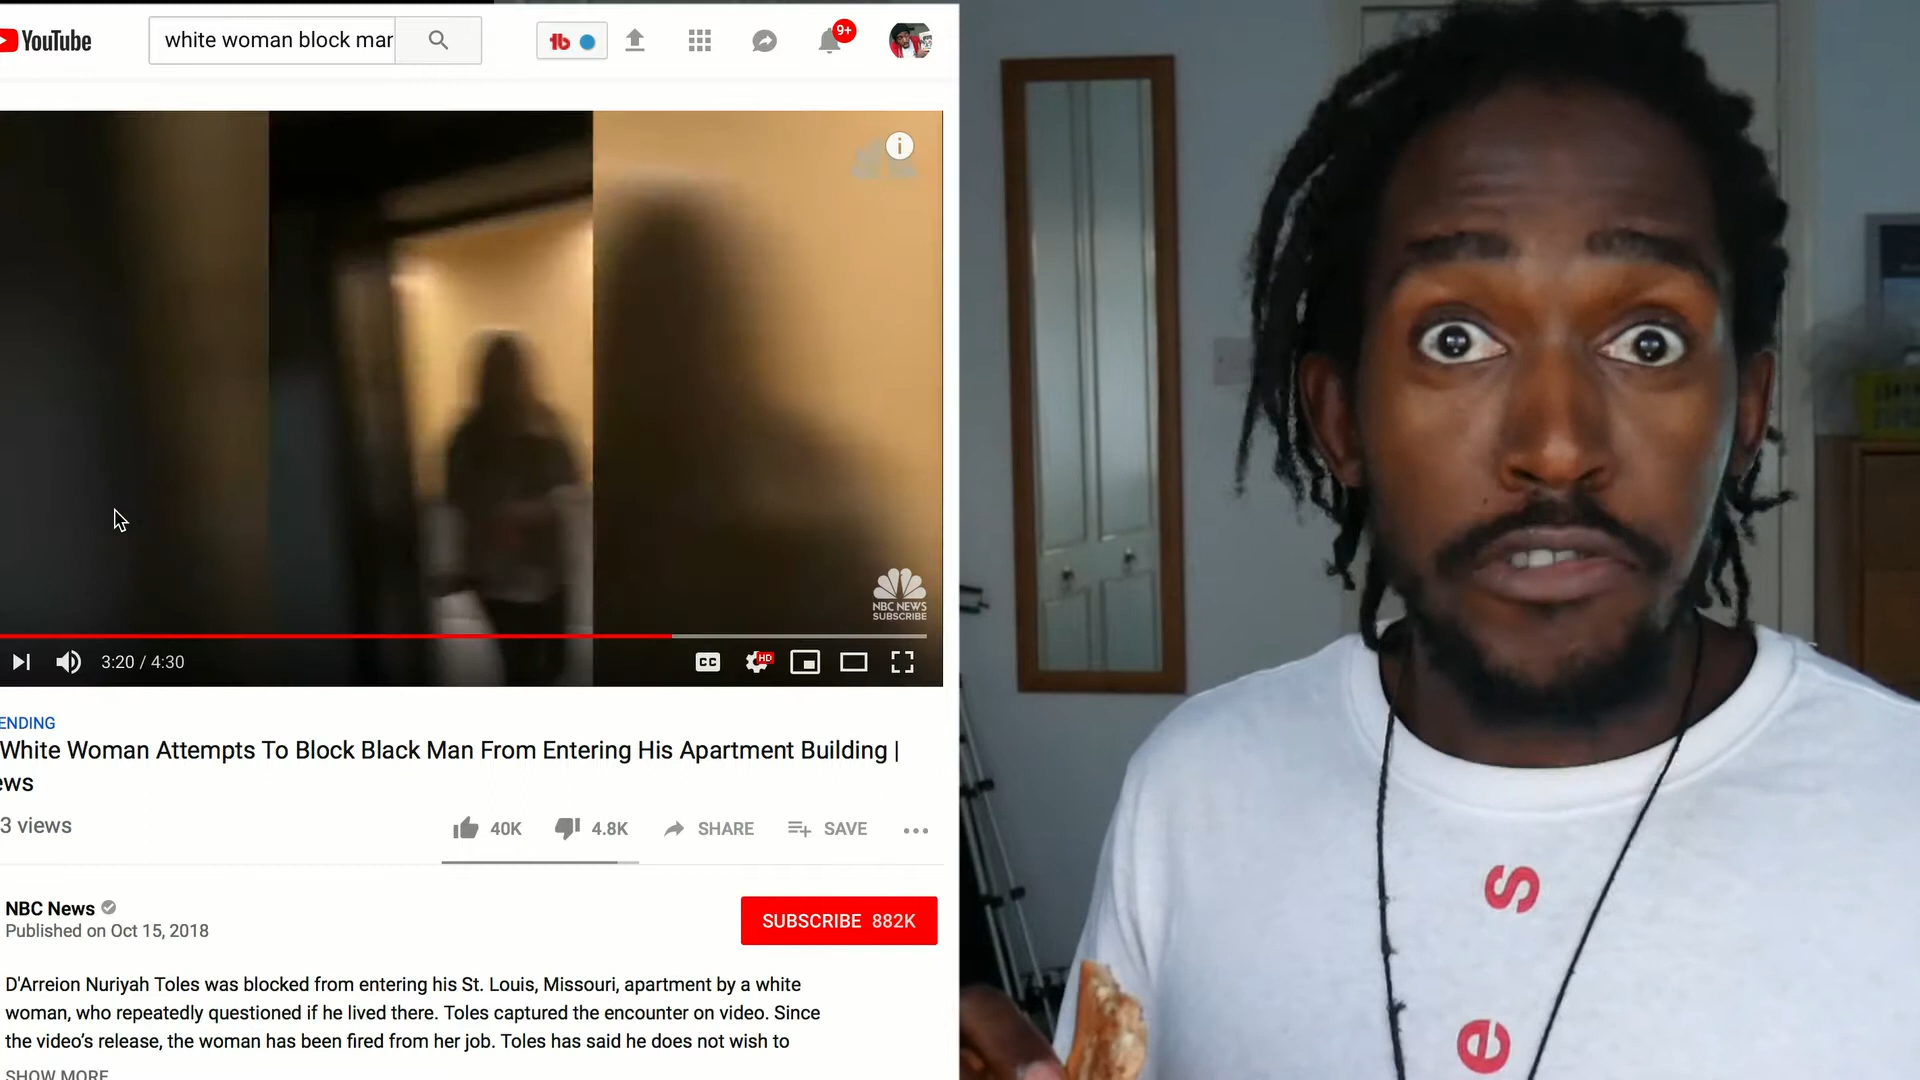 YouTube
white woman block mar
9+
i
NBC NEWS
SUBSCRIBE
3:20 / 4:30
CC
HD
ENDING
White Woman Attempts To Block Black Man From Entering His Apartment Building |
ews
3 views
40K
4.8K
SHARE
SAVE
NBC News
Published on Oct 15, 2018
SUBSCRIBE 882K
D'Arreion Nuriyah Toles was blocked from entering his St. Louis, Missouri, apartment by a white
woman, who repeatedly questioned if he lived there. Toles captured the encounter on video. Since
the video's release, the woman has been fired from her job. Toles has said he does not wish to
SHOW MORE
s
e